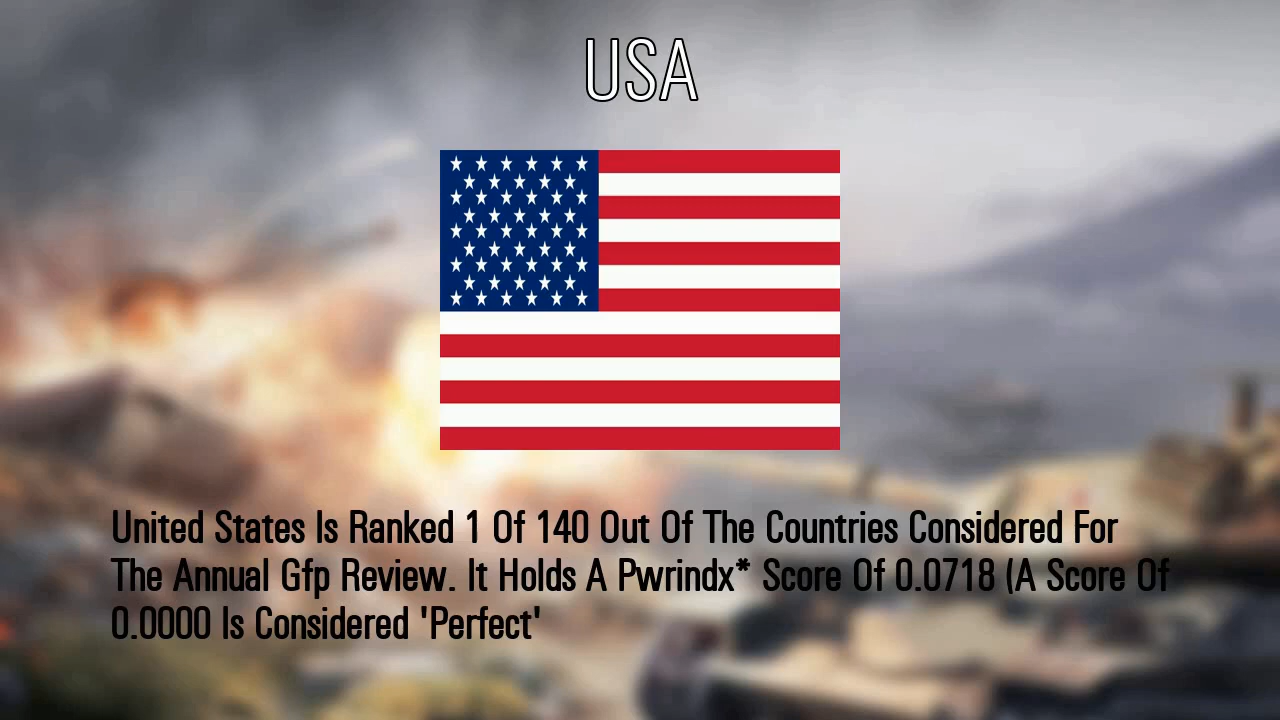 USA
United States Is Ranked 1 Of 140 Out Of The Countries Considered For
The Annual Gfp Review. It Holds A Pwrindx* Score Of 0.0718 (A Score Of
0.0000 Is Considered 'Perfect'